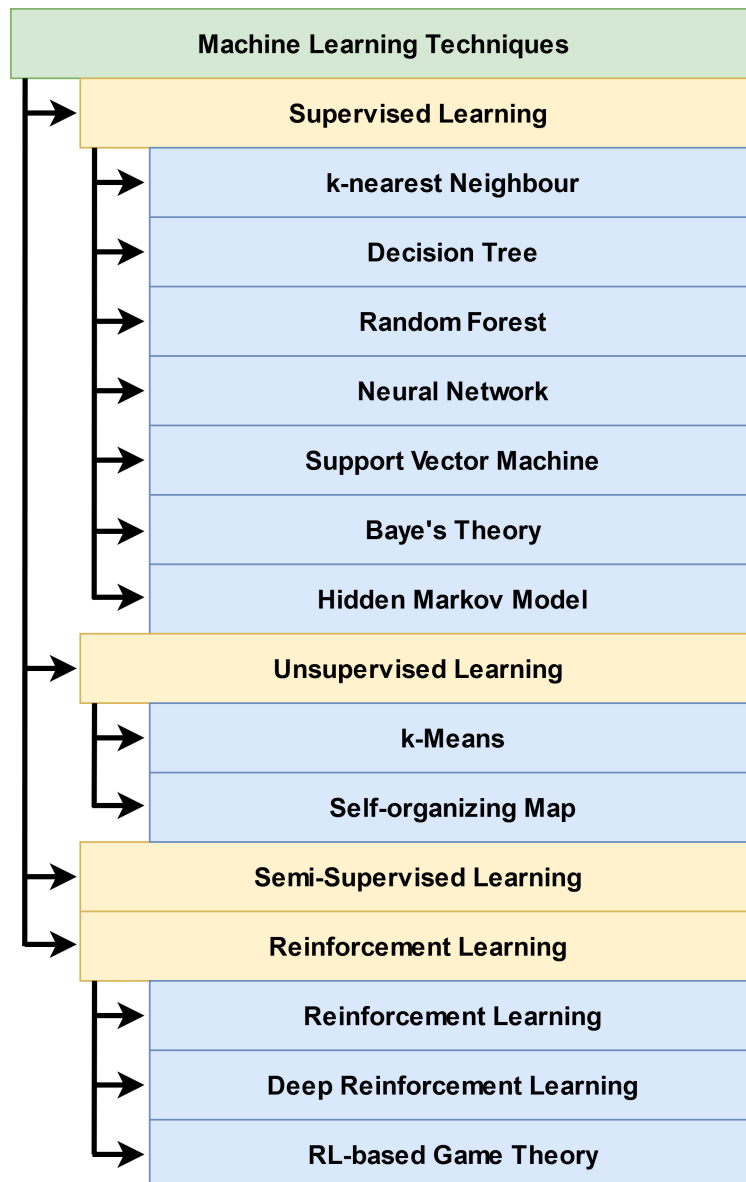 Machine Learning Techniques
Supervised Learning
k-nearest Neighbour
Decision Tree
Random Forest
Neural Network
Support Vector Machine
Baye's Theory
Hidden Markov Model
Unsupervised Learning
k-Means
Self-organizing Map
Semi-Supervised Learning
Reinforcement Learning
Reinforcement Learning
Deep Reinforcement Learning
RL-based Game Theory